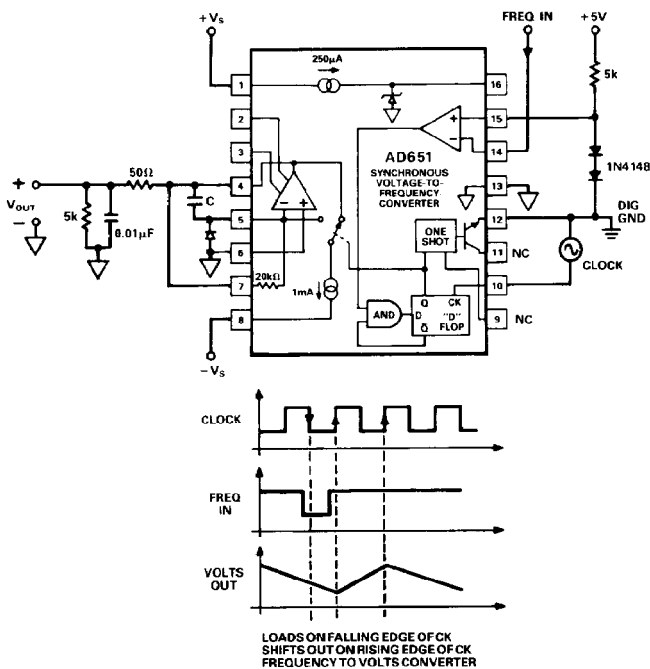 +VS
FREQ IN
+5V
250µA
5k
1
16
2
15
3
14
AD651
SYNCHRONOUS
VOLTAGE-TO-
FREQUENCY
CONVERTER
1N4148
50Ω
4
13
+
VOUT
−
C
5k
0.01µF
5
12
DIG
GND
6
ONE
SHOT
11
NC
20kΩ
7
1mA
10
CLOCK
AND
D
Q
CK
"D"
FLOP
Q̅
8
9
NC
−VS
CLOCK
FREQ
IN
VOLTS
OUT
LOADS ON FALLING EDGE OF CK
SHIFTS OUT ON RISING EDGE OF CK
FREQUENCY TO VOLTS CONVERTER